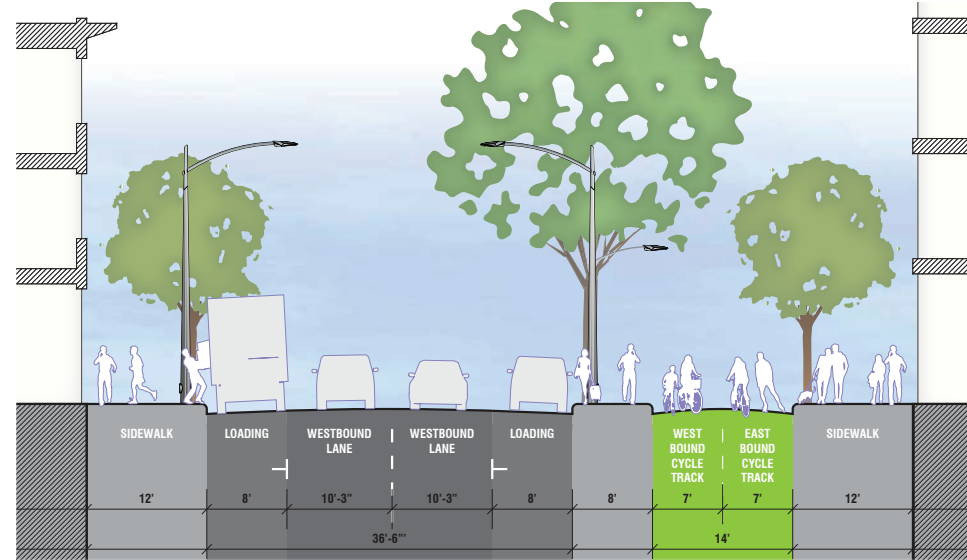 SIDEWALK
LOADING
WESTBOUND
LANE
WESTBOUND
LANE
LOADING
WEST
BOUND
CYCLE
TRACK
EAST
BOUND
CYCLE
TRACK
SIDEWALK
12'
8'
10'-3"
10'-3"
8'
8'
7'
7'
12'
36'-6"'
14'